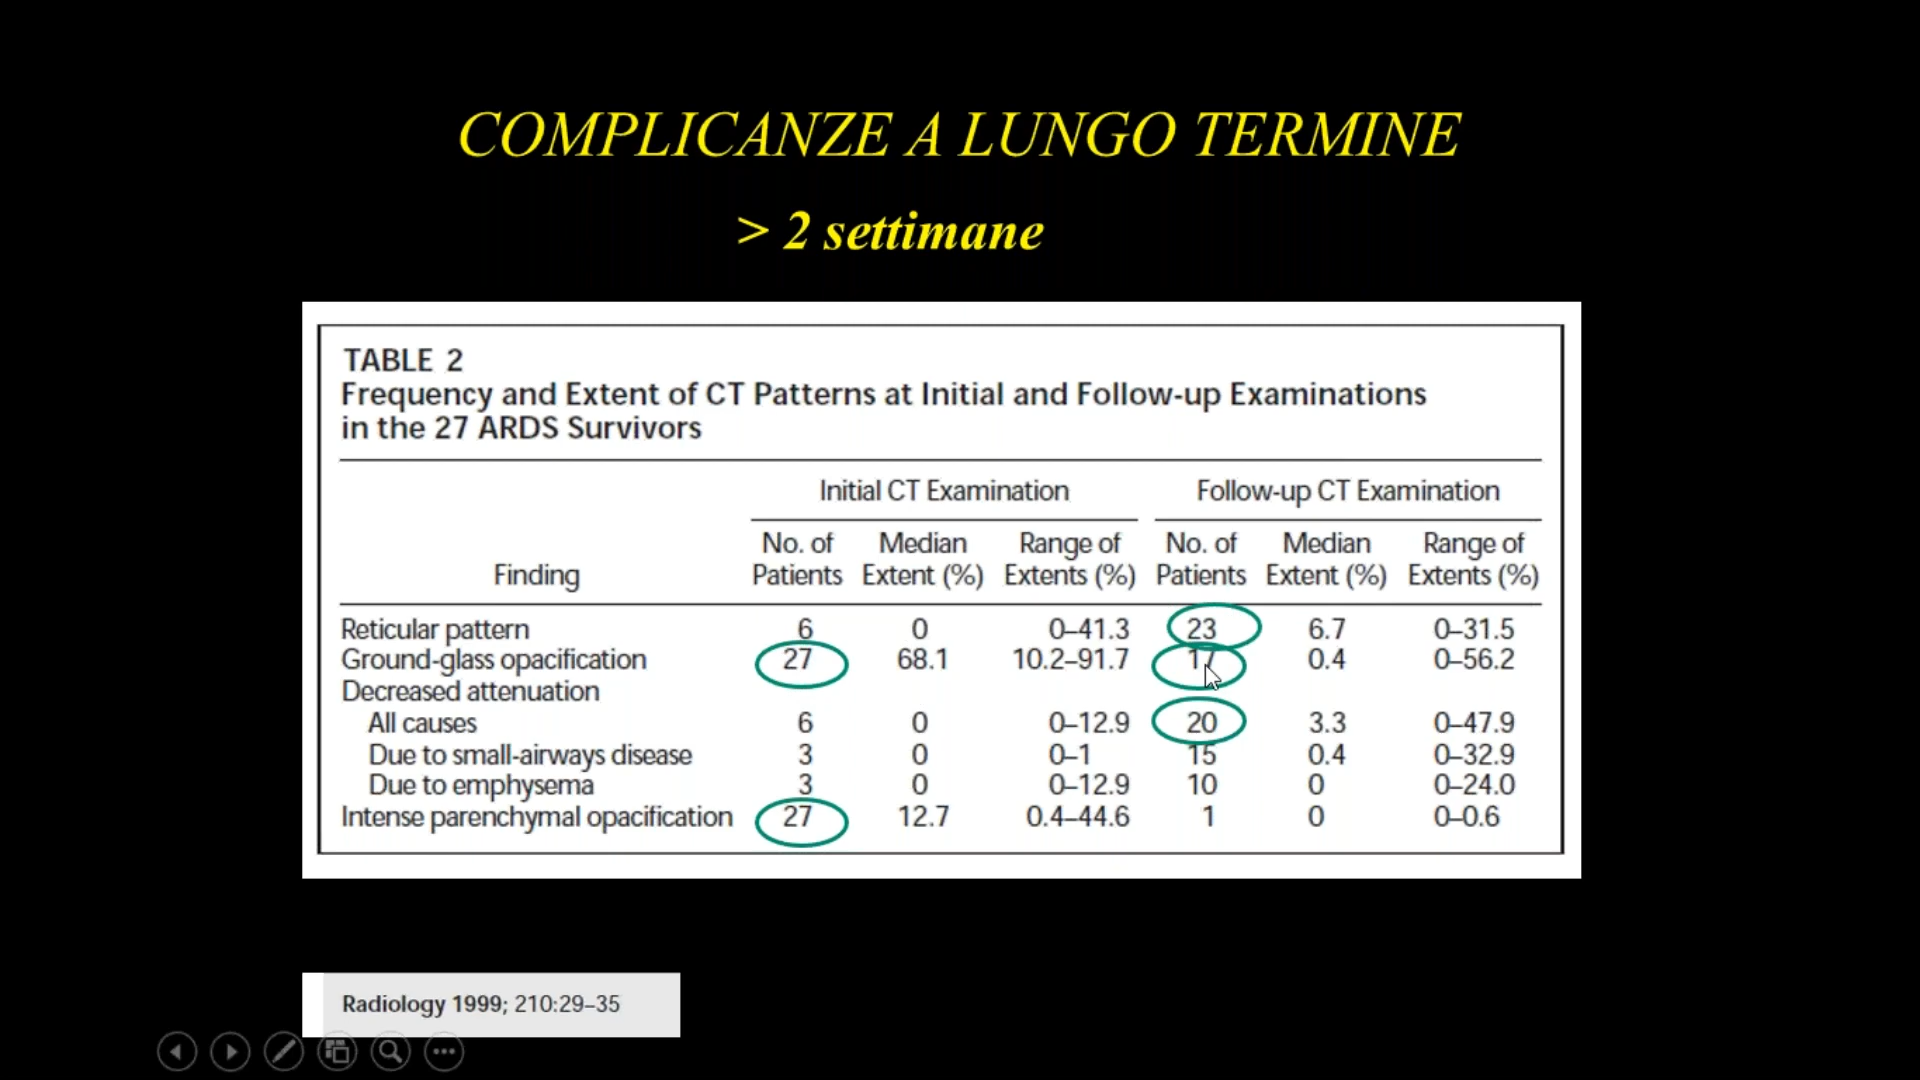 COMPLICANZE A LUNGO TERMINE
> 2 settimane
TABLE 2
Frequency and Extent of CT Patterns at Initial and Follow-up Examinations
in the 27 ARDS Survivors
Initial CT Examination Follow-up CT Examination
No. of Median Range of No. of Median Range of
Finding Patients Extent (%) Extents (%) Patients Extent (%) Extents (%)
Reticular pattern 6 0 0–41.3 23 6.7 0–31.5
Ground-glass opacification 27 68.1 10.2–91.7 17 0.4 0–56.2
Decreased attenuation
All causes 6 0 0–12.9 20 3.3 0–47.9
Due to small-airways disease 3 0 0–1 15 0.4 0–32.9
Due to emphysema 3 0 0–12.9 10 0 0–24.0
Intense parenchymal opacification 27 12.7 0.4–44.6 1 0 0–0.6
Radiology 1999; 210:29–35